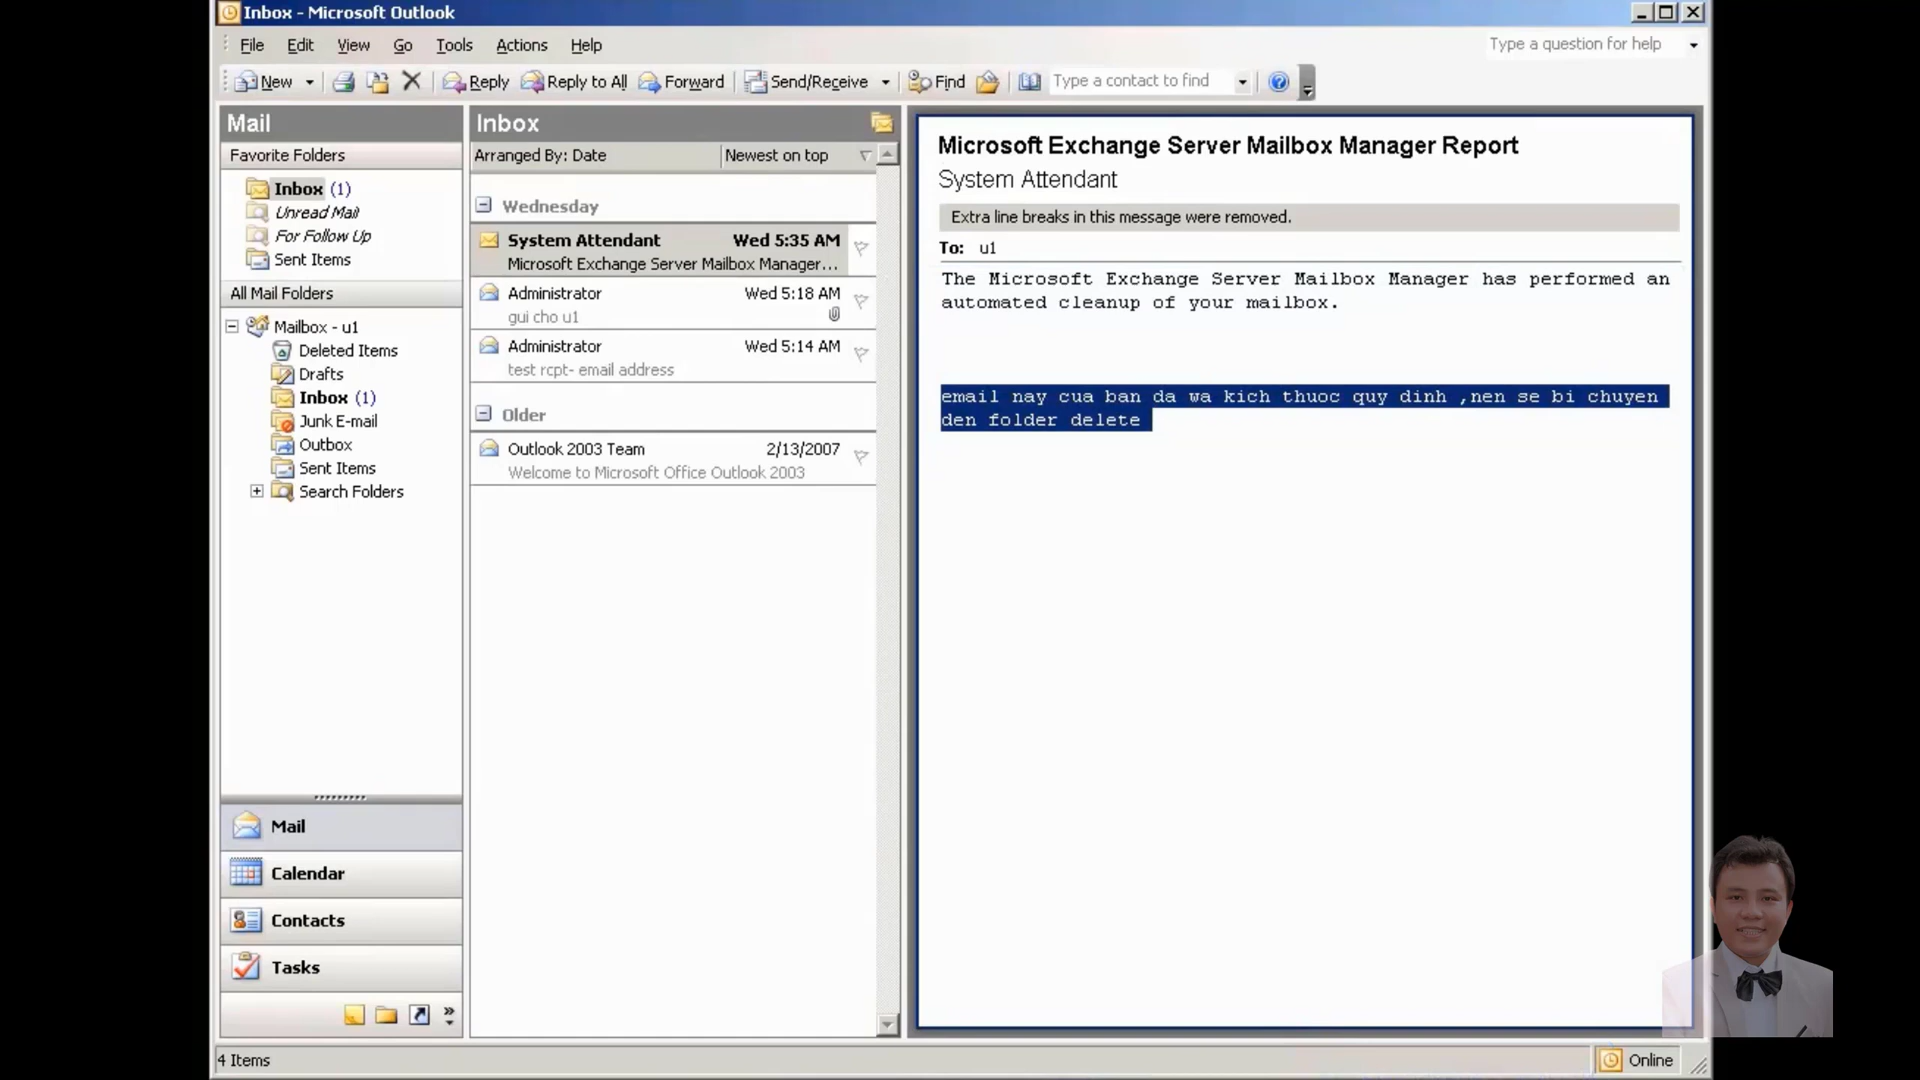 Inbox - Microsoft Outlook
File Edit View Go Tools Actions Help
Type a question for help
New Reply Reply to All Forward Send/Receive Find Type a contact to find
Mail
Favorite Folders
Inbox (1)
Unread Mail
For Follow Up
Sent Items
All Mail Folders
Mailbox - u1
Deleted Items
Drafts
Inbox (1)
Junk E-mail
Outbox
Sent Items
Search Folders
Mail
Calendar
Contacts
Tasks
Inbox
Arranged By: Date Newest on top
Wednesday
System Attendant Wed 5:35 AM
Microsoft Exchange Server Mailbox Manager...
Administrator Wed 5:18 AM
gui cho u1
Administrator Wed 5:14 AM
test rcpt- email address
Older
Outlook 2003 Team 2/13/2007
Welcome to Microsoft Office Outlook 2003
Microsoft Exchange Server Mailbox Manager Report
System Attendant
Extra line breaks in this message were removed.
To: u1
The Microsoft Exchange Server Mailbox Manager has performed an
automated cleanup of your mailbox.
email nay cua ban da wa kich thuoc quy dinh ,nen se bi chuyen
den folder delete
4 Items
Online